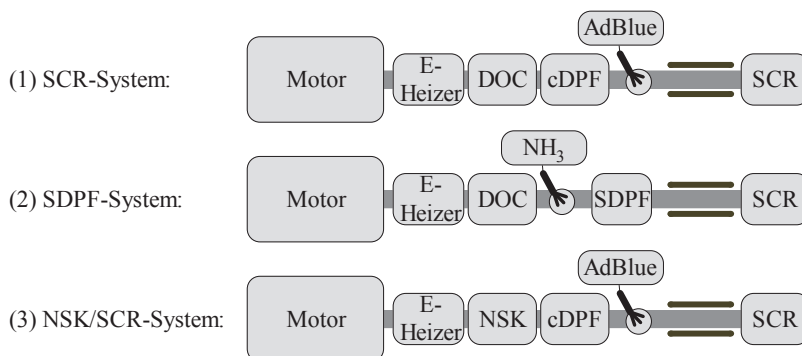 AdBlue
(1) SCR-System: Motor E-Heizer DOC cDPF SCR
NH3
(2) SDPF-System: Motor E-Heizer DOC SDPF SCR
AdBlue
(3) NSK/SCR-System: Motor E-Heizer NSK cDPF SCR